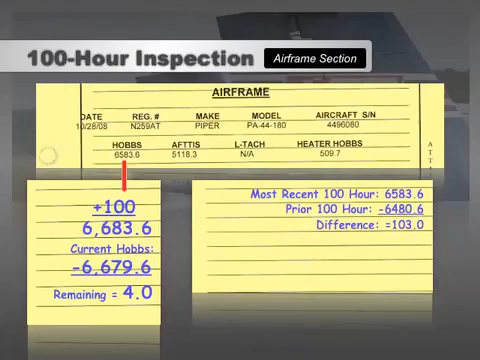 100-Hour Inspection
Airframe Section
AIRFRAME
DATE REG. # MAKE MODEL AIRCRAFT S/N
10/28/08 N259AT PIPER PA-44-180 4496080
HOBBS AFTTIS L-TACH HEATER HOBBS
6583.6 5118.3 N/A 509.7
+100
6,683.6
Current Hobbs:
-6,679.6
Remaining = 4.0
Most Recent 100 Hour: 6583.6
Prior 100 Hour: -6480.6
Difference: =103.0